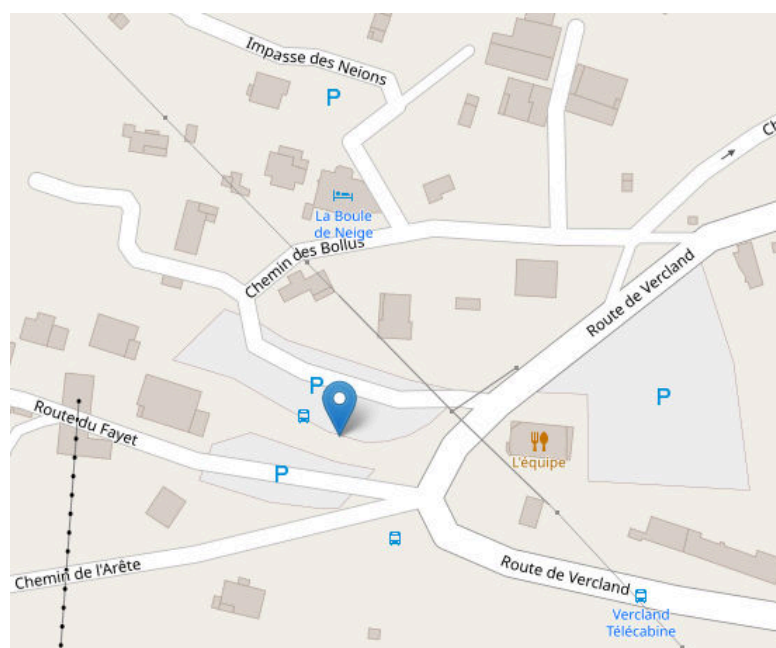 Impasse des Neions
P
Ch
La Boule
de Neige
Chemin des Bollus
Route de Vercland
P
P
Route du Fayet
L'équipe
P
Chemin de l'Arête
Route de Vercland
Vercland
Télécabine